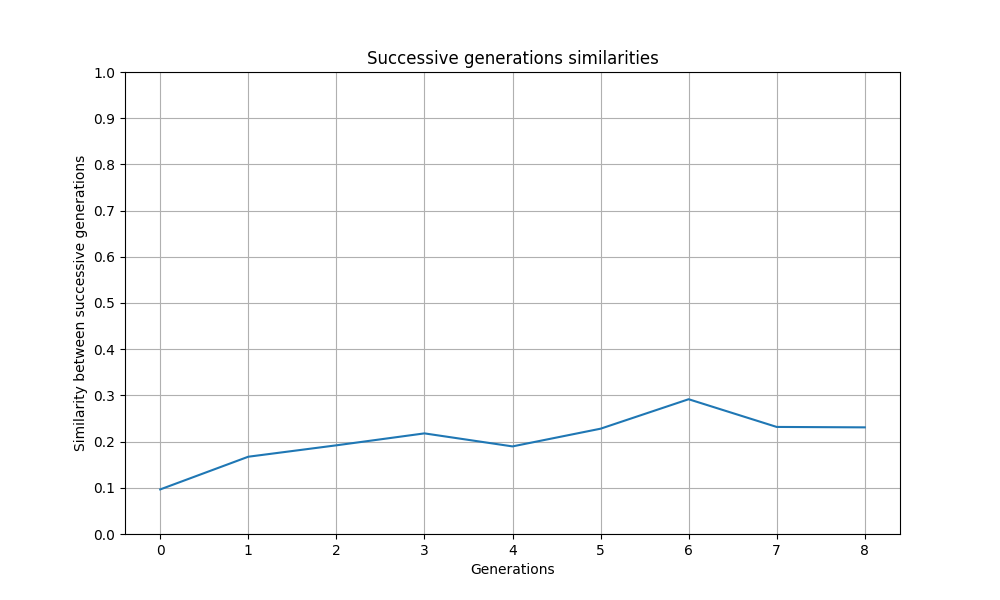 Successive generations similarities
1.0
0.9
0.8
0.7
0.6
0.5
0.4
0.3
0.2
0.1
0.0
Similarity between successive generations
0 1 2 3 4 5 6 7 8
Generations